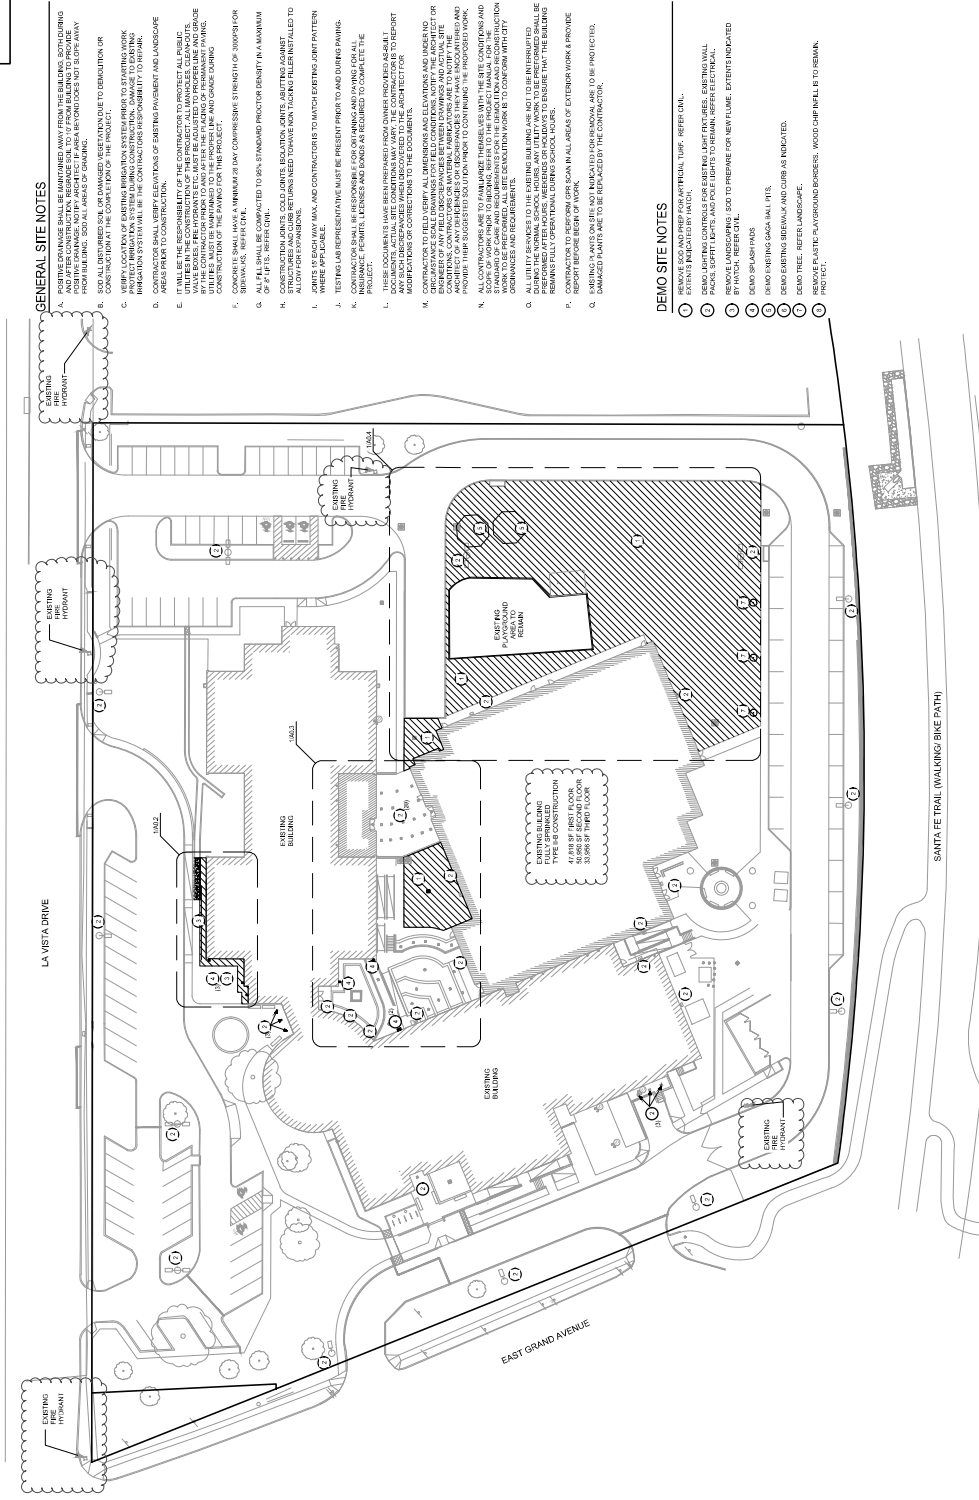 GENERAL SITE NOTES
A. POSITIVE DRAINAGE SHALL BE MAINTAINED AWAY FROM THE BUILDING, BOTH DURING
AND AFTER CONSTRUCTION. REGRADE SOIL TO 10' FROM BUILDING TO PROVIDE
POSITIVE DRAINAGE. NOTIFY ARCHITECT IF AREA BEYOND DOES NOT SLOPE AWAY
FROM BUILDING. SOD ALL AREAS OF GRADING.
B. SOD ALL DISTURBED AREAS OF DAMAGED VEGETATION DUE TO DEMOLITION OR
CONSTRUCTION AT THE COMPLETION OF THE PROJECT.
C. VERIFY LOCATION OF EXISTING IRRIGATION SYSTEM PRIOR TO STARTING WORK.
PROTECT IRRIGATION SYSTEM DURING CONSTRUCTION. DAMAGE TO EXISTING
IRRIGATION SYSTEM WILL BE THE CONTRACTORS RESPONSIBILITY TO REPAIR.
D. CONTRACTOR SHALL VERIFY ELEVATIONS OF EXISTING PAVEMENT AND LANDSCAPE
AREAS PRIOR TO CONSTRUCTION.
E. IT WILL BE THE RESPONSIBILITY OF THE CONTRACTOR TO PROTECT ALL PUBLIC
UTILITIES IN THE CONSTRUCTION OF THIS PROJECT. ALL MANHOLES, CLEAN-OUTS,
VALVE BOXES, FIRE HYDRANTS ETC. MUST BE ADJUSTED TO PROPER LINE AND GRADE
BY THE CONTRACTOR PRIOR TO AND AFTER THE PLACING OF PERMANENT PAVING.
UTILITIES MUST BE MAINTAINED TO THE PROPER LINE AND GRADE DURING
CONSTRUCTION OF THE PAVING FOR THIS PROJECT.
F. CONCRETE SHALL HAVE A MINIMUM 28 DAY COMPRESSIVE STRENGTH OF 3000PSI FOR
SIDEWALKS, REFER CIVIL.
G. ALL FILL SHALL BE COMPACTED TO 95% STANDARD PROCTOR DENSITY IN A MAXIMUM
OF 8" LIFTS. REFER CIVIL.
H. CONSTRUCTION JOINTS, COLD JOINTS, ISOLATION JOINTS, ABUTTING AGAINST
STRUCTURES AND CURB RETURNS NEED TO HAVE NON TACKING FILLER INSTALLED TO
ALLOW FOR EXPANSIONS.
I. JOINTS 15' EACH WAY MAX. AND CONTRACTOR IS TO MATCH EXISTING JOINT PATTERN
WHERE APPLICABLE.
J. TESTING LAB REPRESENTATIVE MUST BE PRESENT PRIOR TO AND DURING PAVING.
K. CONTRACTOR SHALL BE RESPONSIBLE FOR OBTAINING AND PAYING FOR ALL
INSURANCE, PERMITS, LICENSES AND BONDS AS REQUIRED TO COMPLETE THE
PROJECT.
L. THESE DOCUMENTS HAVE BEEN PREPARED FROM OWNER PROVIDED AS-BUILT
DOCUMENTS, ACTUAL SITE CONDITIONS MAY VARY. THE CONTRACTOR IS TO REPORT
ANY SUCH DISCREPANCIES WHEN DISCOVERED TO THE ARCHITECT FOR
MODIFICATIONS OR CORRECTIONS TO THE DOCUMENTS.
M. CONTRACTOR TO FIELD VERIFY ALL DIMENSIONS AND ELEVATIONS AND UNDER NO
CIRCUMSTANCE SCALE DRAWINGS FOR FIELD CONDITIONS. NOTIFY THE ARCHITECT OR
ENGINEER OF ANY FIELD DISCREPANCIES BETWEEN DRAWINGS AND ACTUAL SITE
CONDITIONS. CONTRACTORS OR MATERIAL FABRICATORS ARE TO NOTIFY THE
ARCHITECT OF ANY DEFICIENCIES OR DISCREPANCIES THEY HAVE ENCOUNTERED AND
PROVIDE THEIR SUGGESTED SOLUTION PRIOR TO CONTINUING THE PROPOSED WORK.
N. ALL CONTRACTORS ARE TO FAMILIARIZE THEMSELVES WITH THE SITE CONDITIONS AND
SCOPE OF WORK PRIOR TO BIDDING. REFER TO THE PROJECT MANUAL FOR THE
STANDARD OF CARE AND REQUIREMENTS FOR THE DEMOLITION AND RECONSTRUCTION
WORK TO BE PREFORMED. ALL SITE DEMOLITION WORK IS TO CONFORM WITH CITY
ORDINANCES AND REQUIREMENTS.
O. ALL UTILITY SERVICES TO THE EXISTING BUILDING ARE NOT TO BE INTERRUPTED
DURING THE NORMAL SCHOOL HOURS, ANY UTILITY WORK TO BE PREFORMED SHALL BE
PREFORMED AFTER HOURS, WEEKENDS OR HOLIDAYS TO ENSURE THAT THE BUILDING
REMAINS FULLY OPERATIONAL DURING SCHOOL HOURS.
P. CONTRACTOR TO PERFORM GPR SCAN IN ALL AREAS OF EXTERIOR WORK & PROVIDE
REPORT BEFORE BEGIN OF WORK.
Q. EXISTING PLANTS NOT INDICATED FOR REMOVAL ARE TO BE PROTECTED.
DAMAGED PLANTS ARE TO BE REPLACED BY THE CONTRACTOR.
DEMO SITE NOTES
1 REMOVE SOD AND PREP FOR ARTIFICIAL TURF. REFER CIVIL.
EXTENTS INDICATED BY HATCH.
2 DEMO LIGHTING CONTROLS FOR EXISTING LIGHT FIXTURES. EXISTING WALL
PACKS, SOFFIT LIGHTS, AND POLE LIGHTS TO REMAIN, REFER ELECTRICAL.
3 REMOVE LANDSCAPING / SOD TO PREPARE FOR NEW FLUME. EXTENTS INDICATED
BY HATCH. REFER CIVIL.
4 DEMO SPLASH PADS
5 DEMO EXISTING GAGA BALL PITS.
6 DEMO EXISTING SIDEWALK AND CURB AS INDICATED.
7 DEMO TREE. REFER LANDSCAPE.
8 REMOVE PLASTIC PLAYGROUND BORDERS. WOOD CHIP INFILL IS TO REMAIN.
PROTECT.
LA VISTA DRIVE
EXISTING
FIRE
HYDRANT
EXISTING
FIRE
HYDRANT
EXISTING
FIRE
HYDRANT
EXISTING
FIRE
HYDRANT
EXISTING
FIRE
HYDRANT
1/A0.2
1/A0.3
1/A0.4
EXISTING
BUILDING
EXISTING
BUILDING
EXISTING
PLAYGROUND
AREA TO
REMAIN
EXISTING BUILDING
FULLY SPRINKLED
TYPE II-B CONSTRUCTION
47,818 SF FIRST FLOOR
50,950 SF SECOND FLOOR
33,966 SF THIRD FLOOR
EAST GRAND AVENUE
SANTA FE TRAIL (WALKING/ BIKE PATH)